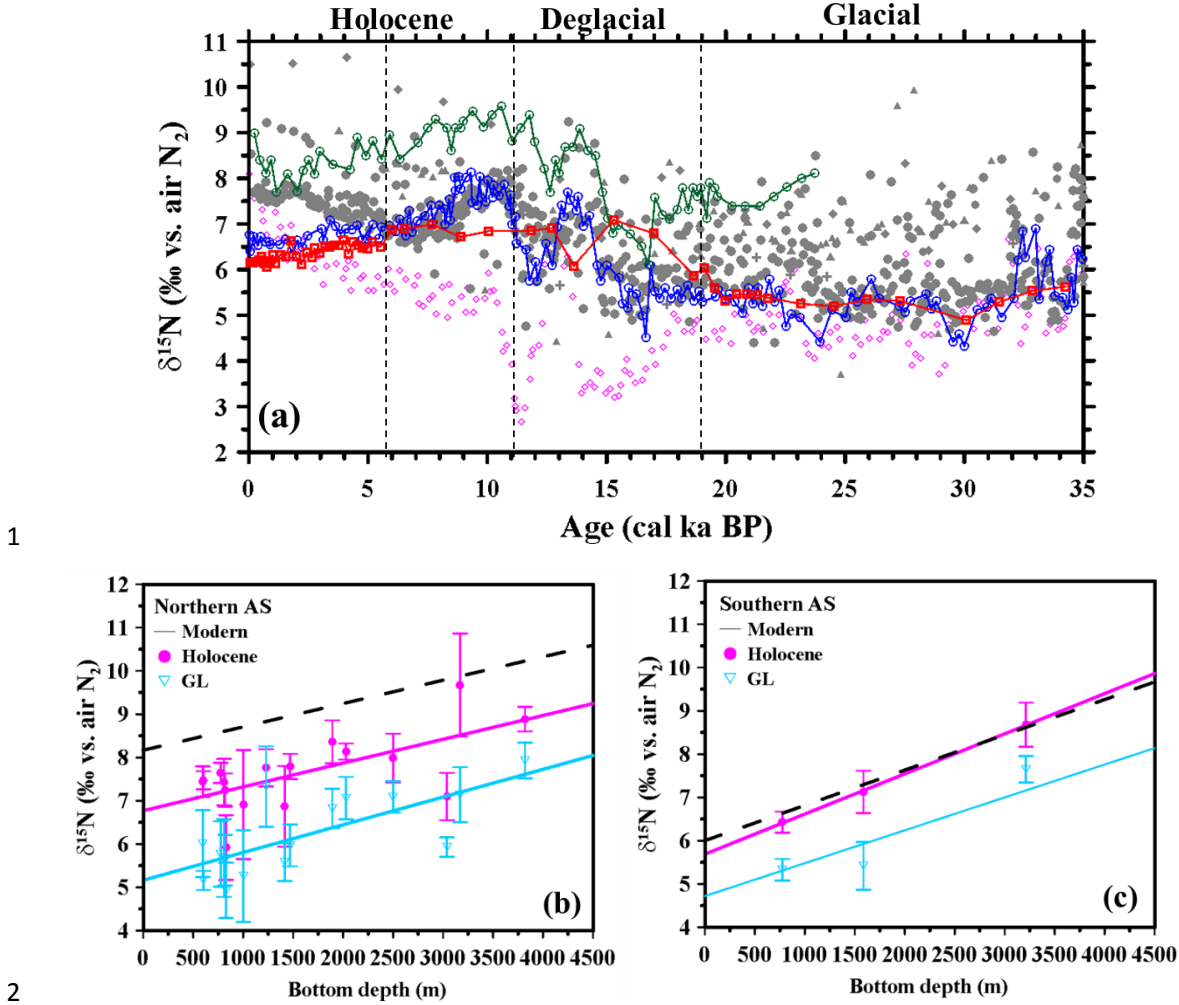 Holocene Deglacial Glacial
11
10
9
8
7
6
5
4
3
2
δ¹⁵N (‰ vs. air N₂)
(a)
0 5 10 15 20 25 30 35
Age (cal ka BP)
1
12
11
10
9
8
7
6
5
4
δ¹⁵N (‰ vs. air N₂)
Northern AS
Modern
Holocene
GL
(b)
0 500 1000 1500 2000 2500 3000 3500 4000 4500
Bottom depth (m)
12
11
10
9
8
7
6
5
4
δ¹⁵N (‰ vs. air N₂)
Southern AS
Modern
Holocene
GL
(c)
0 500 1000 1500 2000 2500 3000 3500 4000 4500
Bottom depth (m)
2